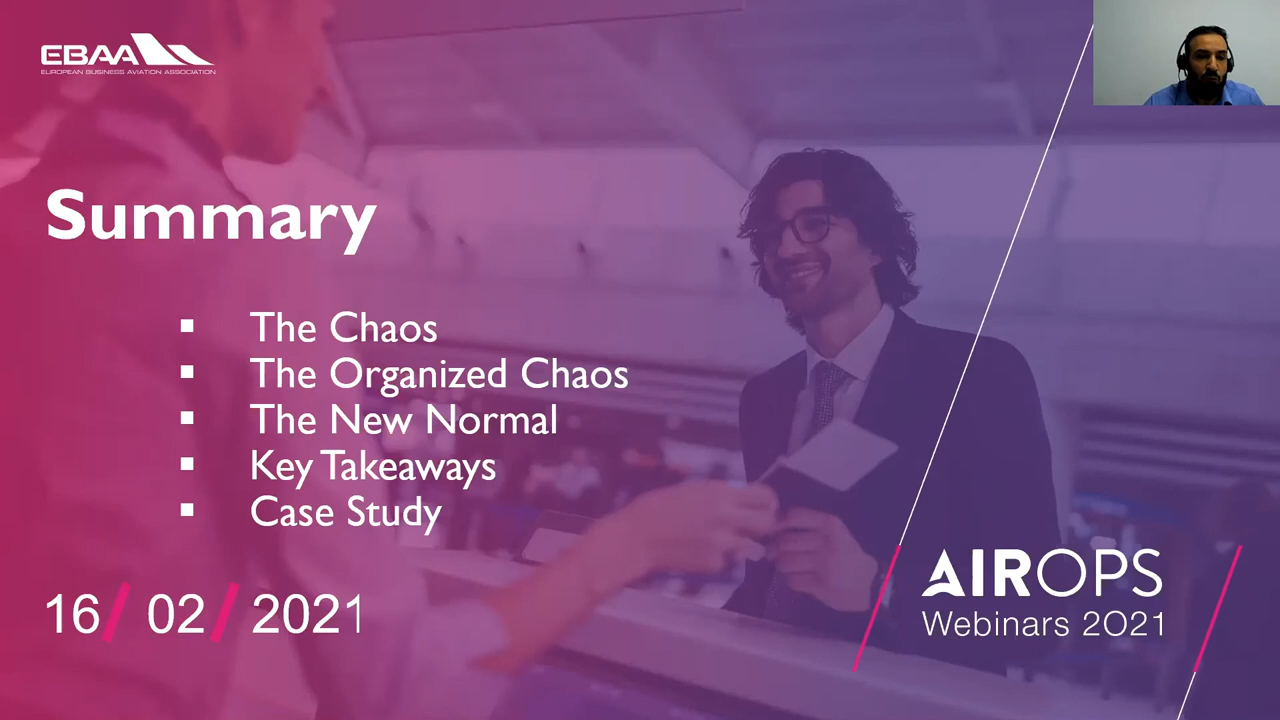 EBAA
EUROPEAN BUSINESS AVIATION ASSOCIATION
Summary
▪ The Chaos
▪ The Organized Chaos
▪ The New Normal
▪ Key Takeaways
▪ Case Study
16/ 02/ 2021
AIROPS
Webinars 2021